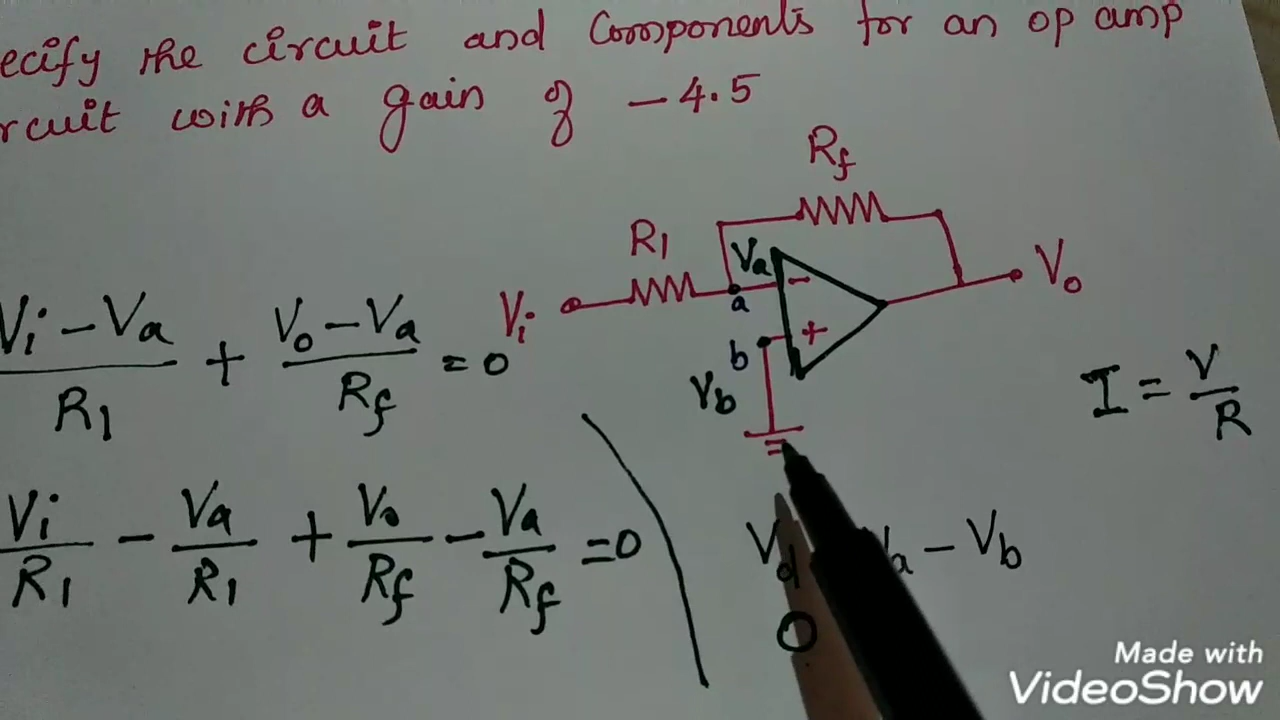 ecify the circuit and components for an op amp
rcuit with a gain of -4.5
Rf
R1
Va
Vi
a
-
+
Vo
b
Vb
Vi - Va / R1 + Vo - Va / Rf = 0
I = V / R
Vi / R1 - Va / R1 + Vo / Rf - Va / Rf = 0
Vd a - Vb
0
Made with
VideoShow